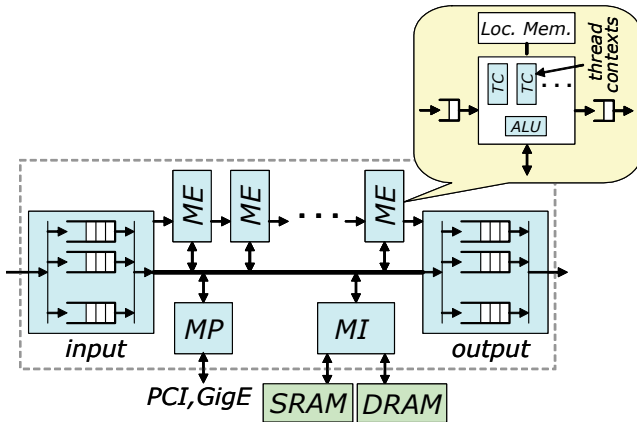 Loc. Mem.
thread
contexts
TC
TC
. . .
ALU
ME
ME
. . .
ME
input
MP
MI
output
PCI,GigE
SRAM
DRAM